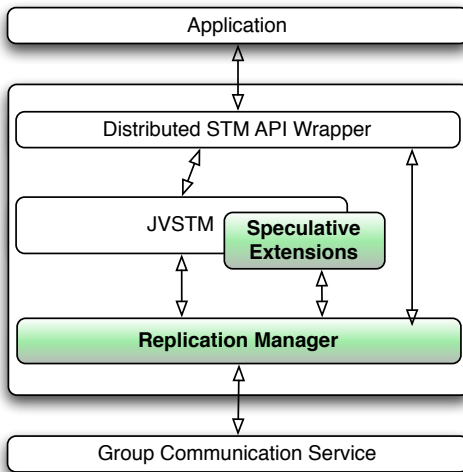 Application
Distributed STM API Wrapper
JVSTM
Speculative
Extensions
Replication Manager
Group Communication Service